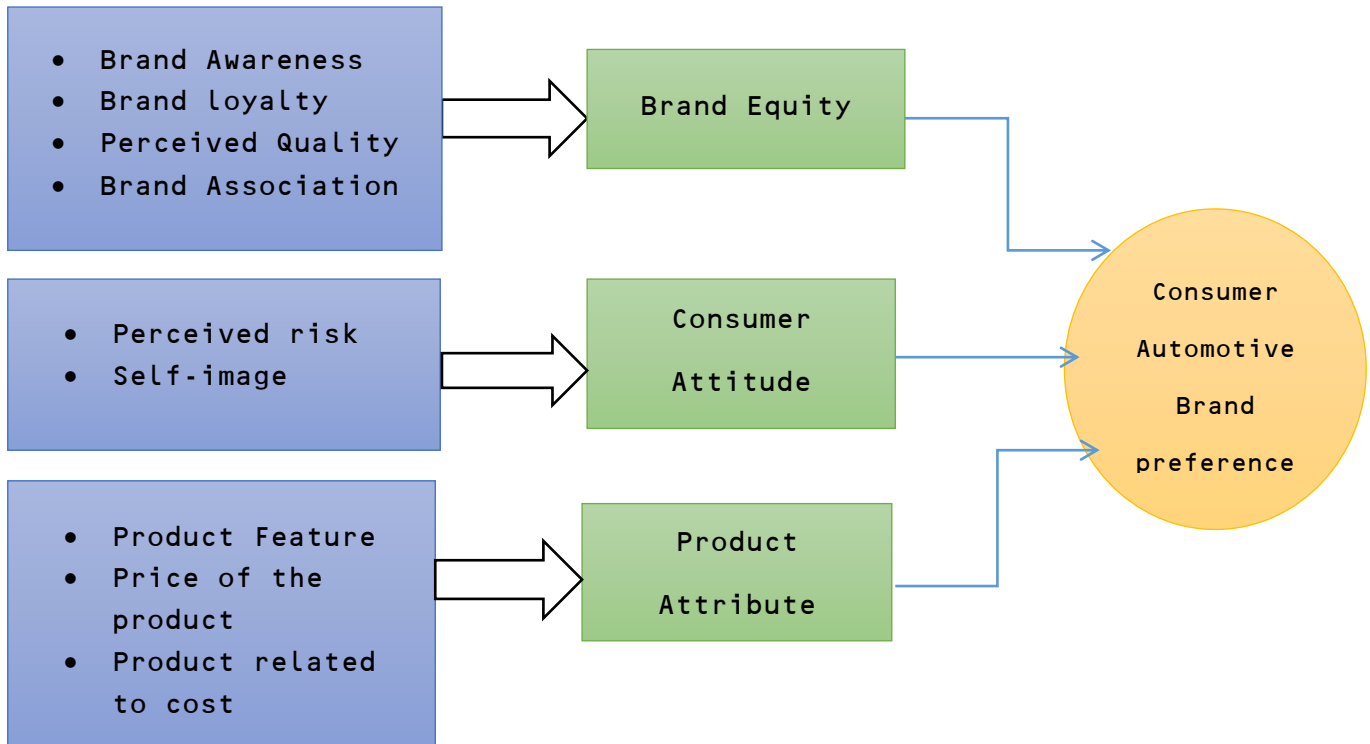 • Brand Awareness
• Brand loyalty
• Perceived Quality
• Brand Association
Brand Equity
• Perceived risk
• Self-image
Consumer
Attitude
• Product Feature
• Price of the
product
• Product related
to cost
Product
Attribute
Consumer
Automotive
Brand
preference